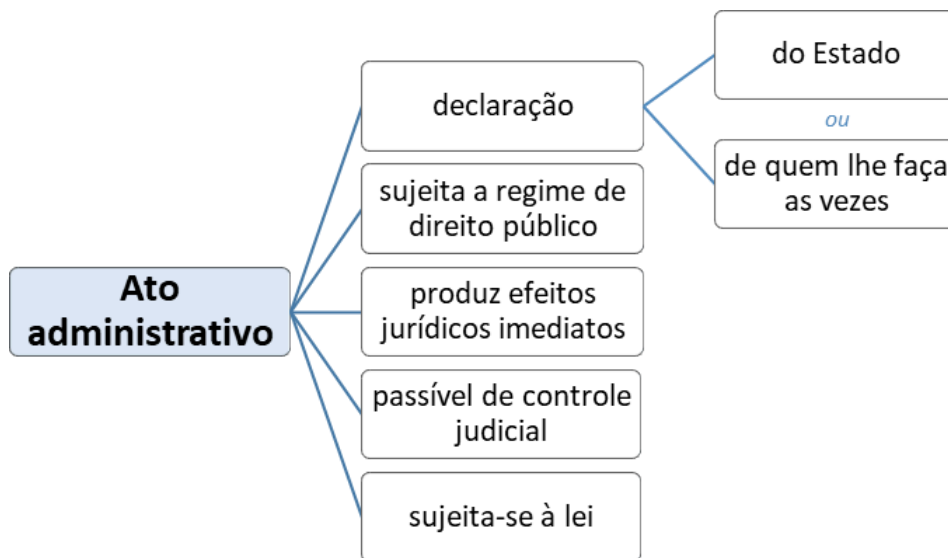 Ato
administrativo
declaração
do Estado
ou
de quem lhe faça
as vezes
sujeita a regime de
direito público
produz efeitos
jurídicos imediatos
passível de controle
judicial
sujeita-se à lei